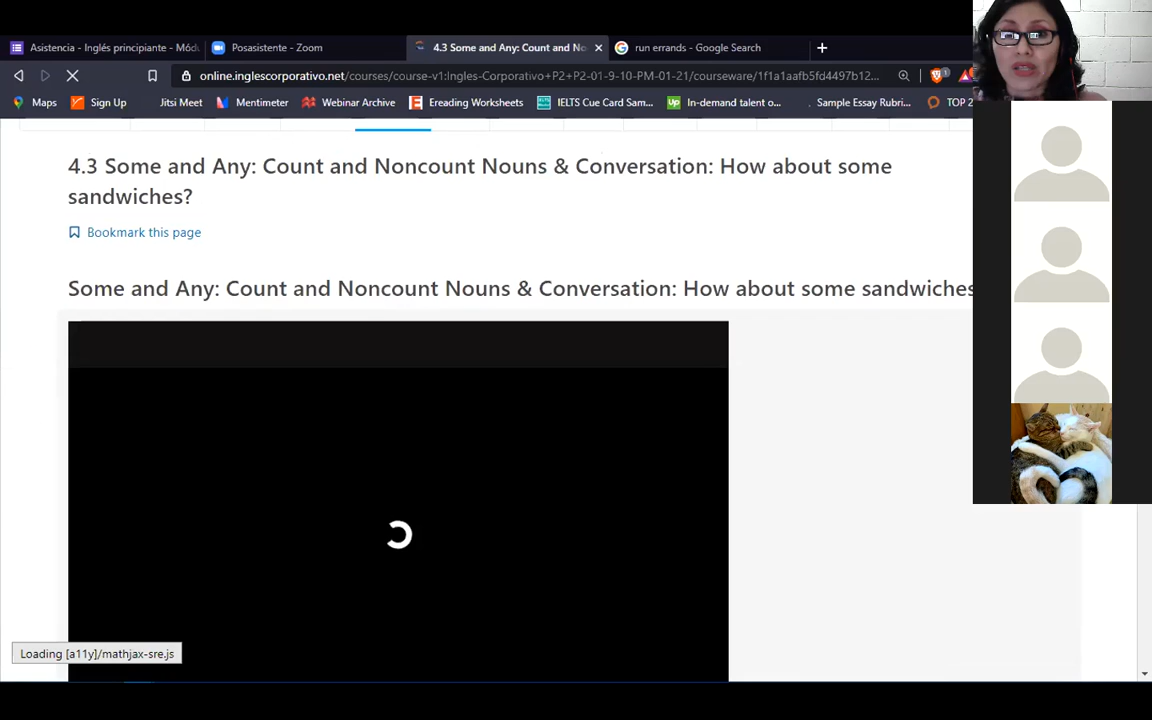 Asistencia - Inglés principiante - Módu
Posasistente - Zoom
4.3 Some and Any: Count and No
run errands - Google Search
online.inglescorporativo.net/courses/course-v1:Ingles-Corporativo+P2+P2-01-9-10-PM-01-21/courseware/1f1a1aafb5fd4497b12...
1
Maps
Sign Up
Jitsi Meet
Mentimeter
Webinar Archive
Ereading Worksheets
IELTS Cue Card Sam...
In-demand talent o...
Sample Essay Rubri...
TOP 2
4.3 Some and Any: Count and Noncount Nouns & Conversation: How about some
sandwiches?
Bookmark this page
Some and Any: Count and Noncount Nouns & Conversation: How about some sandwiches
Loading [a11y]/mathjax-sre.js